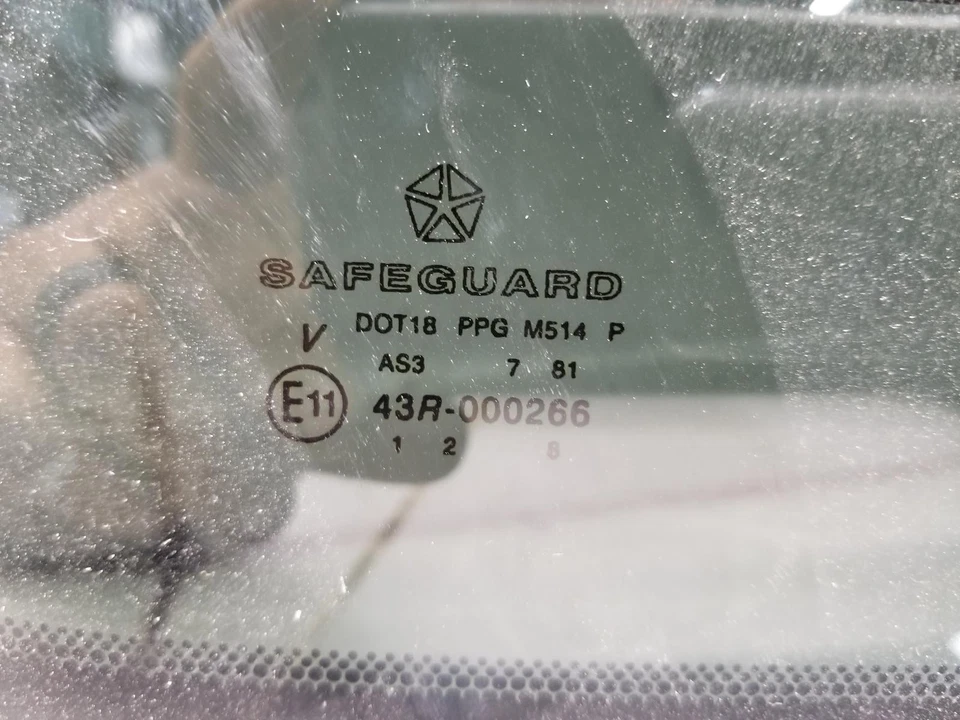 SAFEGUARD
V DOT18 PPG M514 P
AS3 7 81
E11 43R-000266
1 2 8